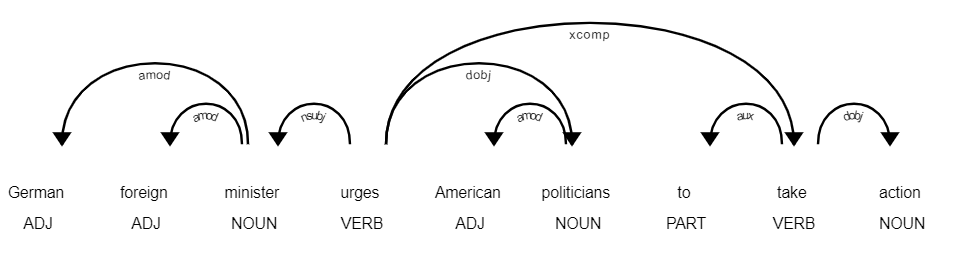 xcomp
amod dobj
amod nsubj amod aux dobj
German foreign minister urges American politicians to take action
ADJ ADJ NOUN VERB ADJ NOUN PART VERB NOUN